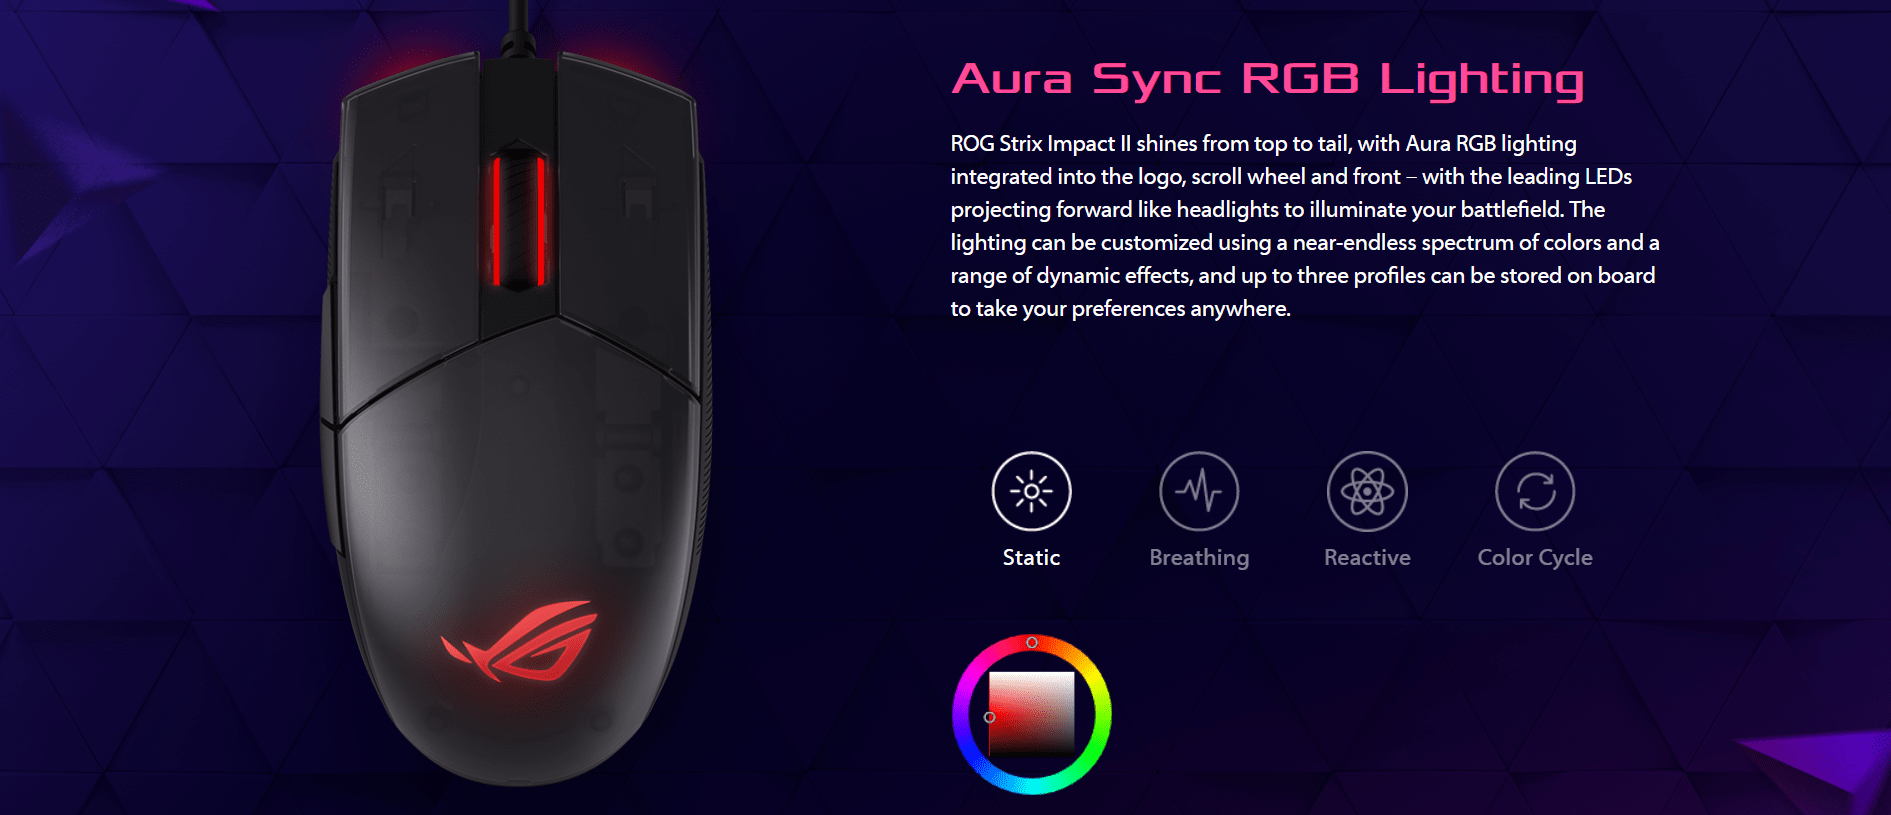 Aura Sync RGB Lighting
ROG Strix Impact II shines from top to tail, with Aura RGB lighting
integrated into the logo, scroll wheel and front – with the leading LEDs
projecting forward like headlights to illuminate your battlefield. The
lighting can be customized using a near-endless spectrum of colors and a
range of dynamic effects, and up to three profiles can be stored on board
to take your preferences anywhere.
Static
Breathing
Reactive
Color Cycle